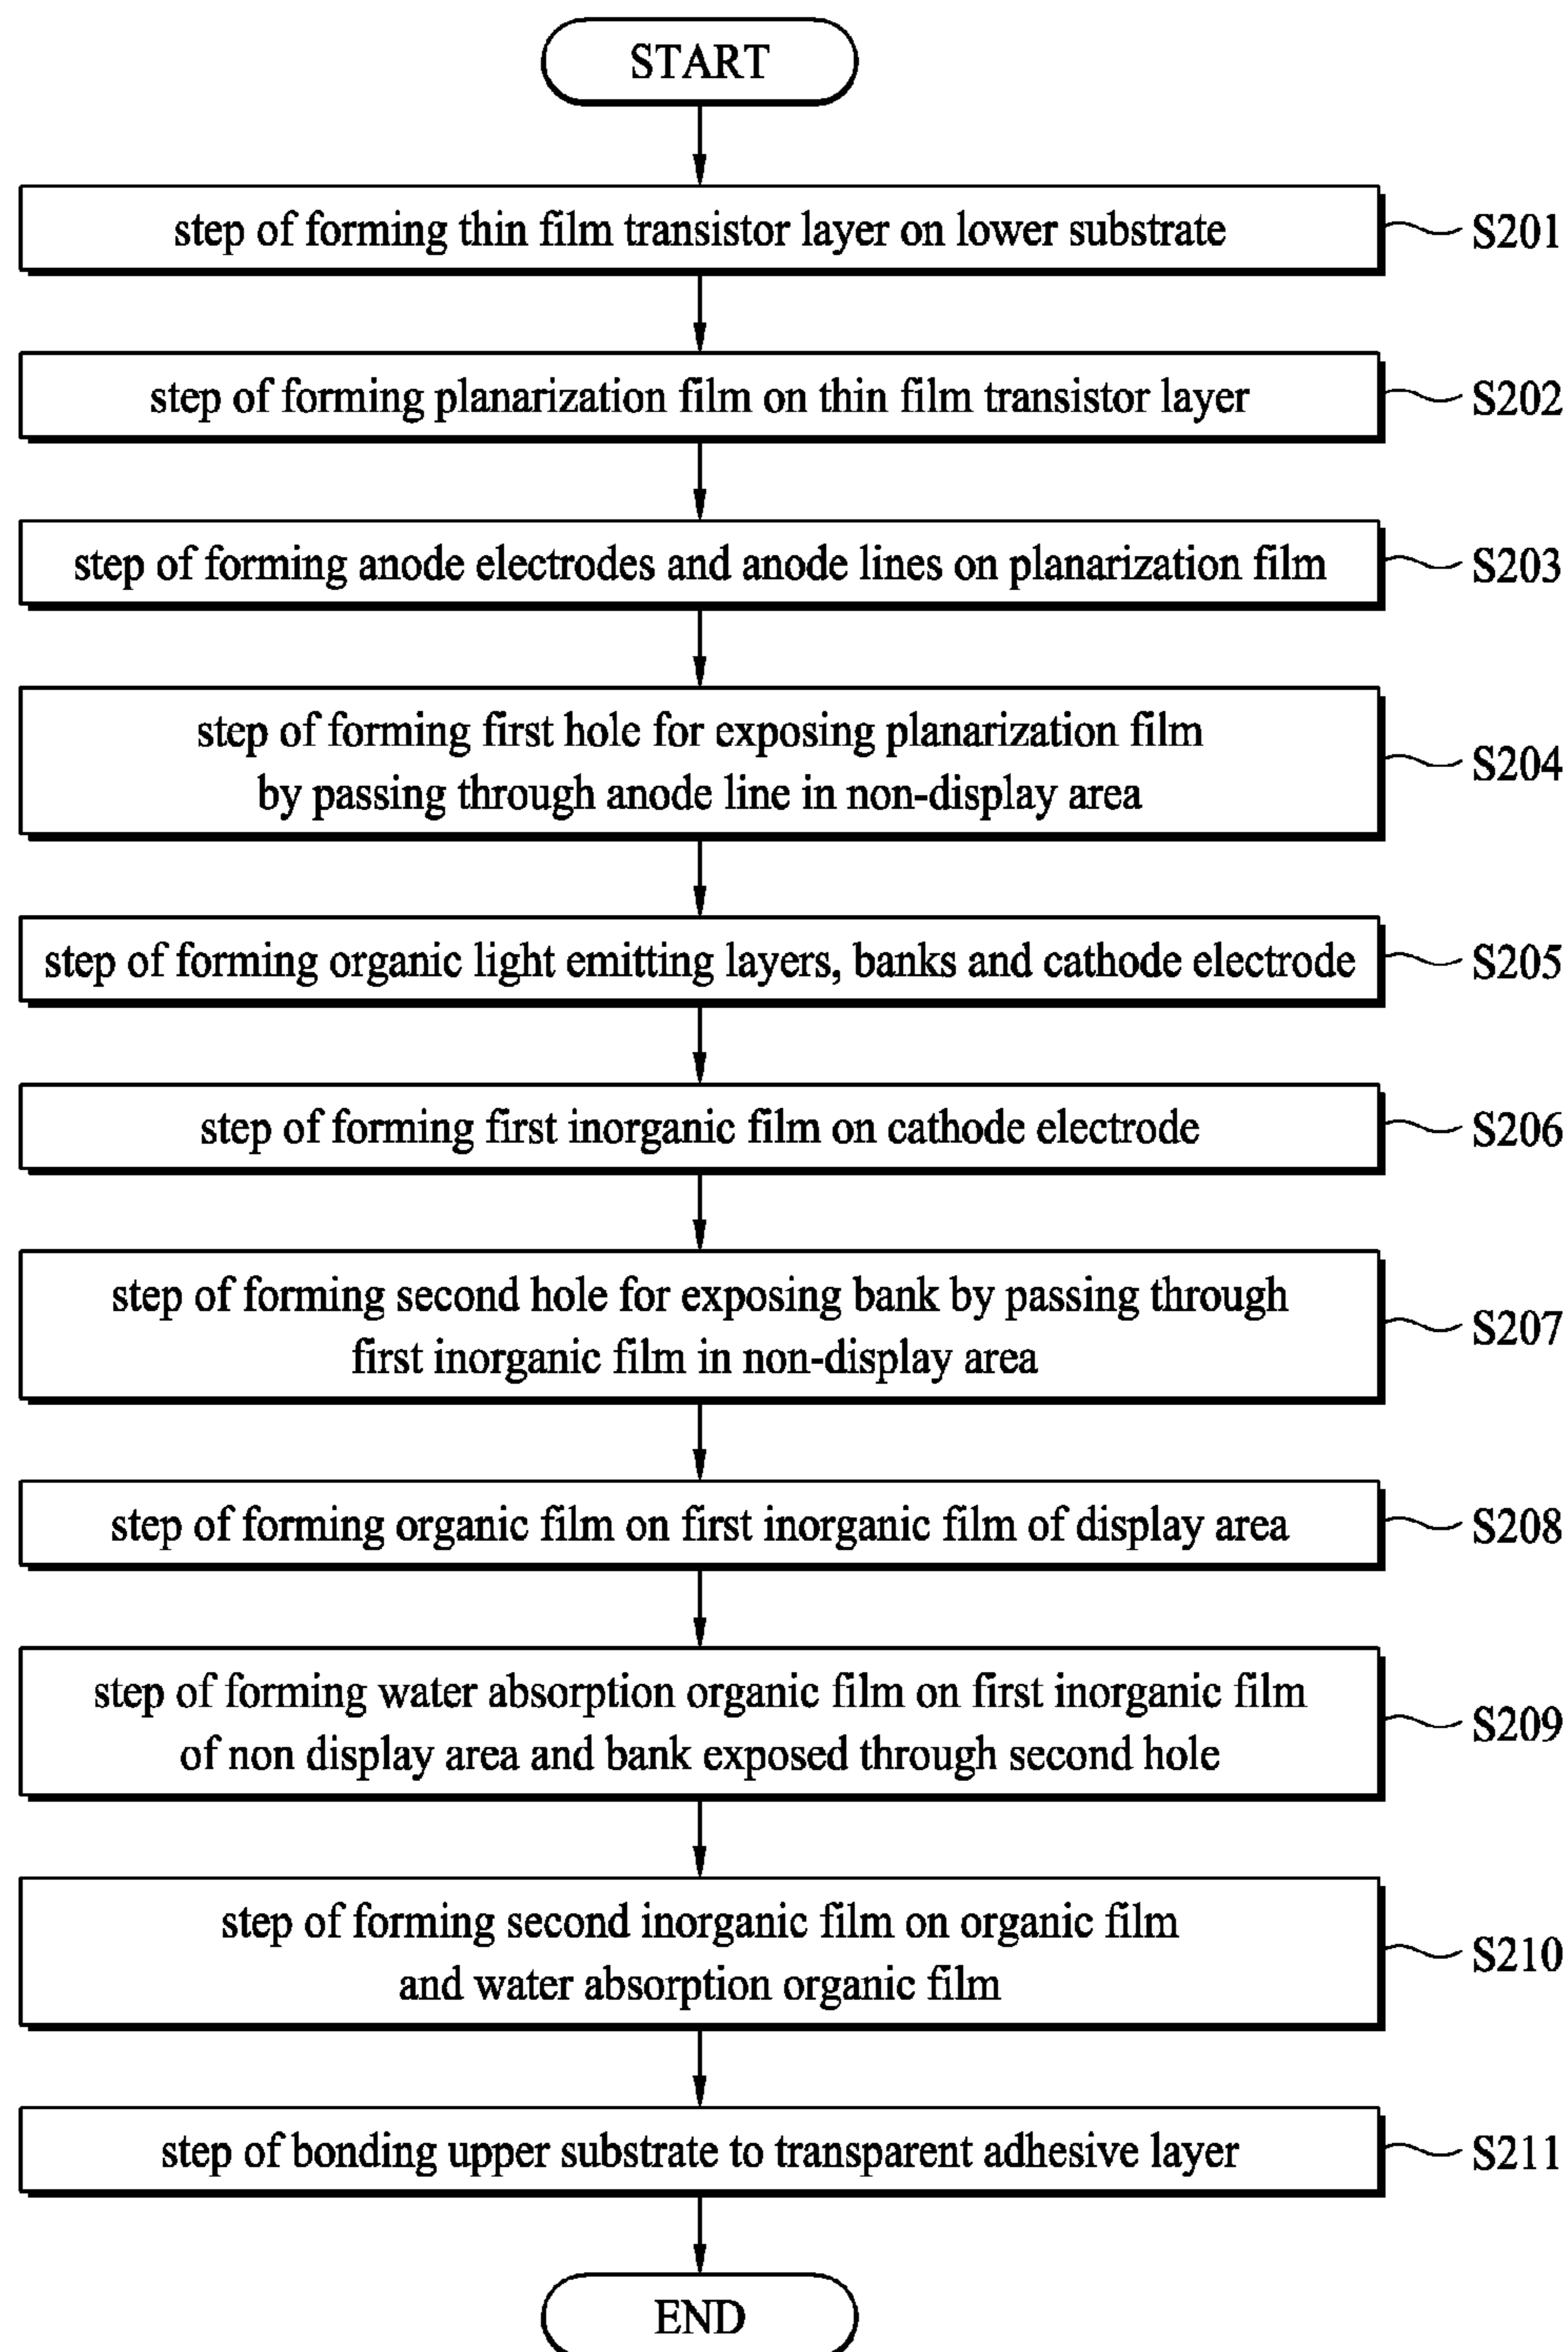 START
step of forming thin film transistor layer on lower substrate
S201
step of forming planarization film on thin film transistor layer
S202
step of forming anode electrodes and anode lines on planarization film
S203
step of forming first hole for exposing planarization film
by passing through anode line in non-display area
S204
step of forming organic light emitting layers, banks and cathode electrode
S205
step of forming first inorganic film on cathode electrode
S206
step of forming second hole for exposing bank by passing through
first inorganic film in non-display area
S207
step of forming organic film on first inorganic film of display area
S208
step of forming water absorption organic film on first inorganic film
of non display area and bank exposed through second hole
S209
step of forming second inorganic film on organic film
and water absorption organic film
S210
step of bonding upper substrate to transparent adhesive layer
S211
END